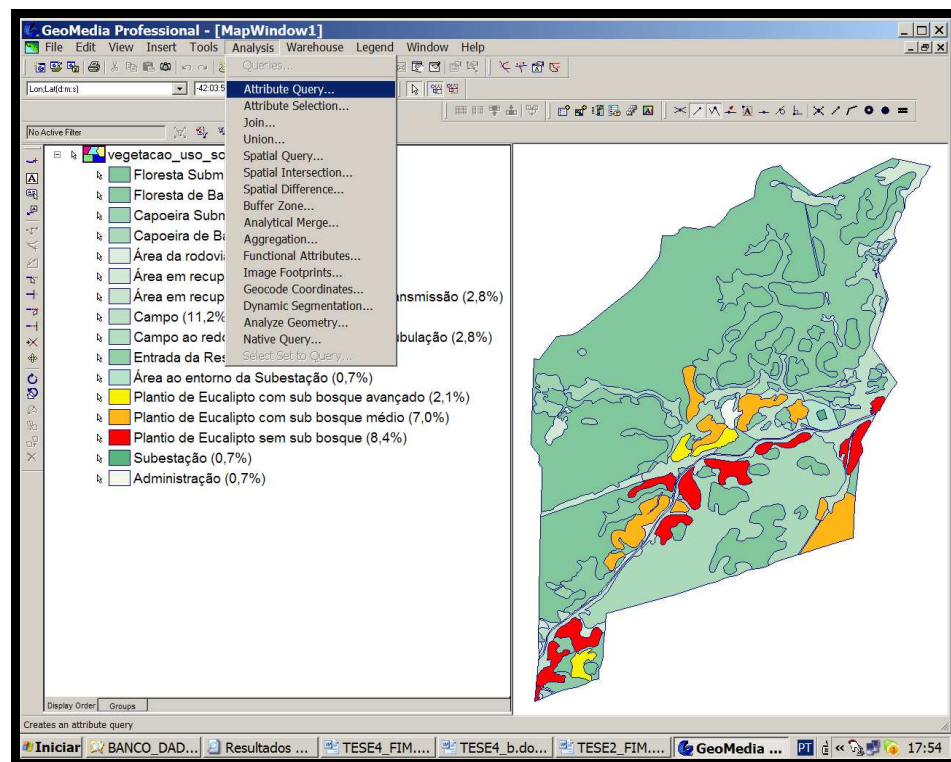 GeoMedia Professional - [MapWindow1]
File Edit View Insert Tools Analysis Warehouse Legend Window Help
Queries...
Lon,Lat(d:m:s) -42:03:5
Attribute Query...
Attribute Selection...
Join...
Union...
Spatial Query...
Spatial Intersection...
Spatial Difference...
Buffer Zone...
Analytical Merge...
Aggregation...
Functional Attributes...
Image Footprints...
Geocode Coordinates...
Dynamic Segmentation...
Analyze Geometry...
Native Query...
Select Set to Query...
No Active Filter
vegetacao_uso_so
Floresta Subm
Floresta de Ba
Capoeira Subm
Capoeira de Ba
Área da rodovi
Área em recup
Área em recup nsmissão (2,8%)
Campo (11,2%
Campo ao redo ubulação (2,8%)
Entrada da Res
Área ao entorno da Subestação (0,7%)
Plantio de Eucalipto com sub bosque avançado (2,1%)
Plantio de Eucalipto com sub bosque médio (7,0%)
Plantio de Eucalipto sem sub bosque (8,4%)
Subestação (0,7%)
Administração (0,7%)
Display Order Groups
Creates an attribute query
Iniciar BANCO_DAD... Resultados ... TESE4_FIM.... TESE4_b.do... TESE2_FIM.... GeoMedia ... PT « 17:54